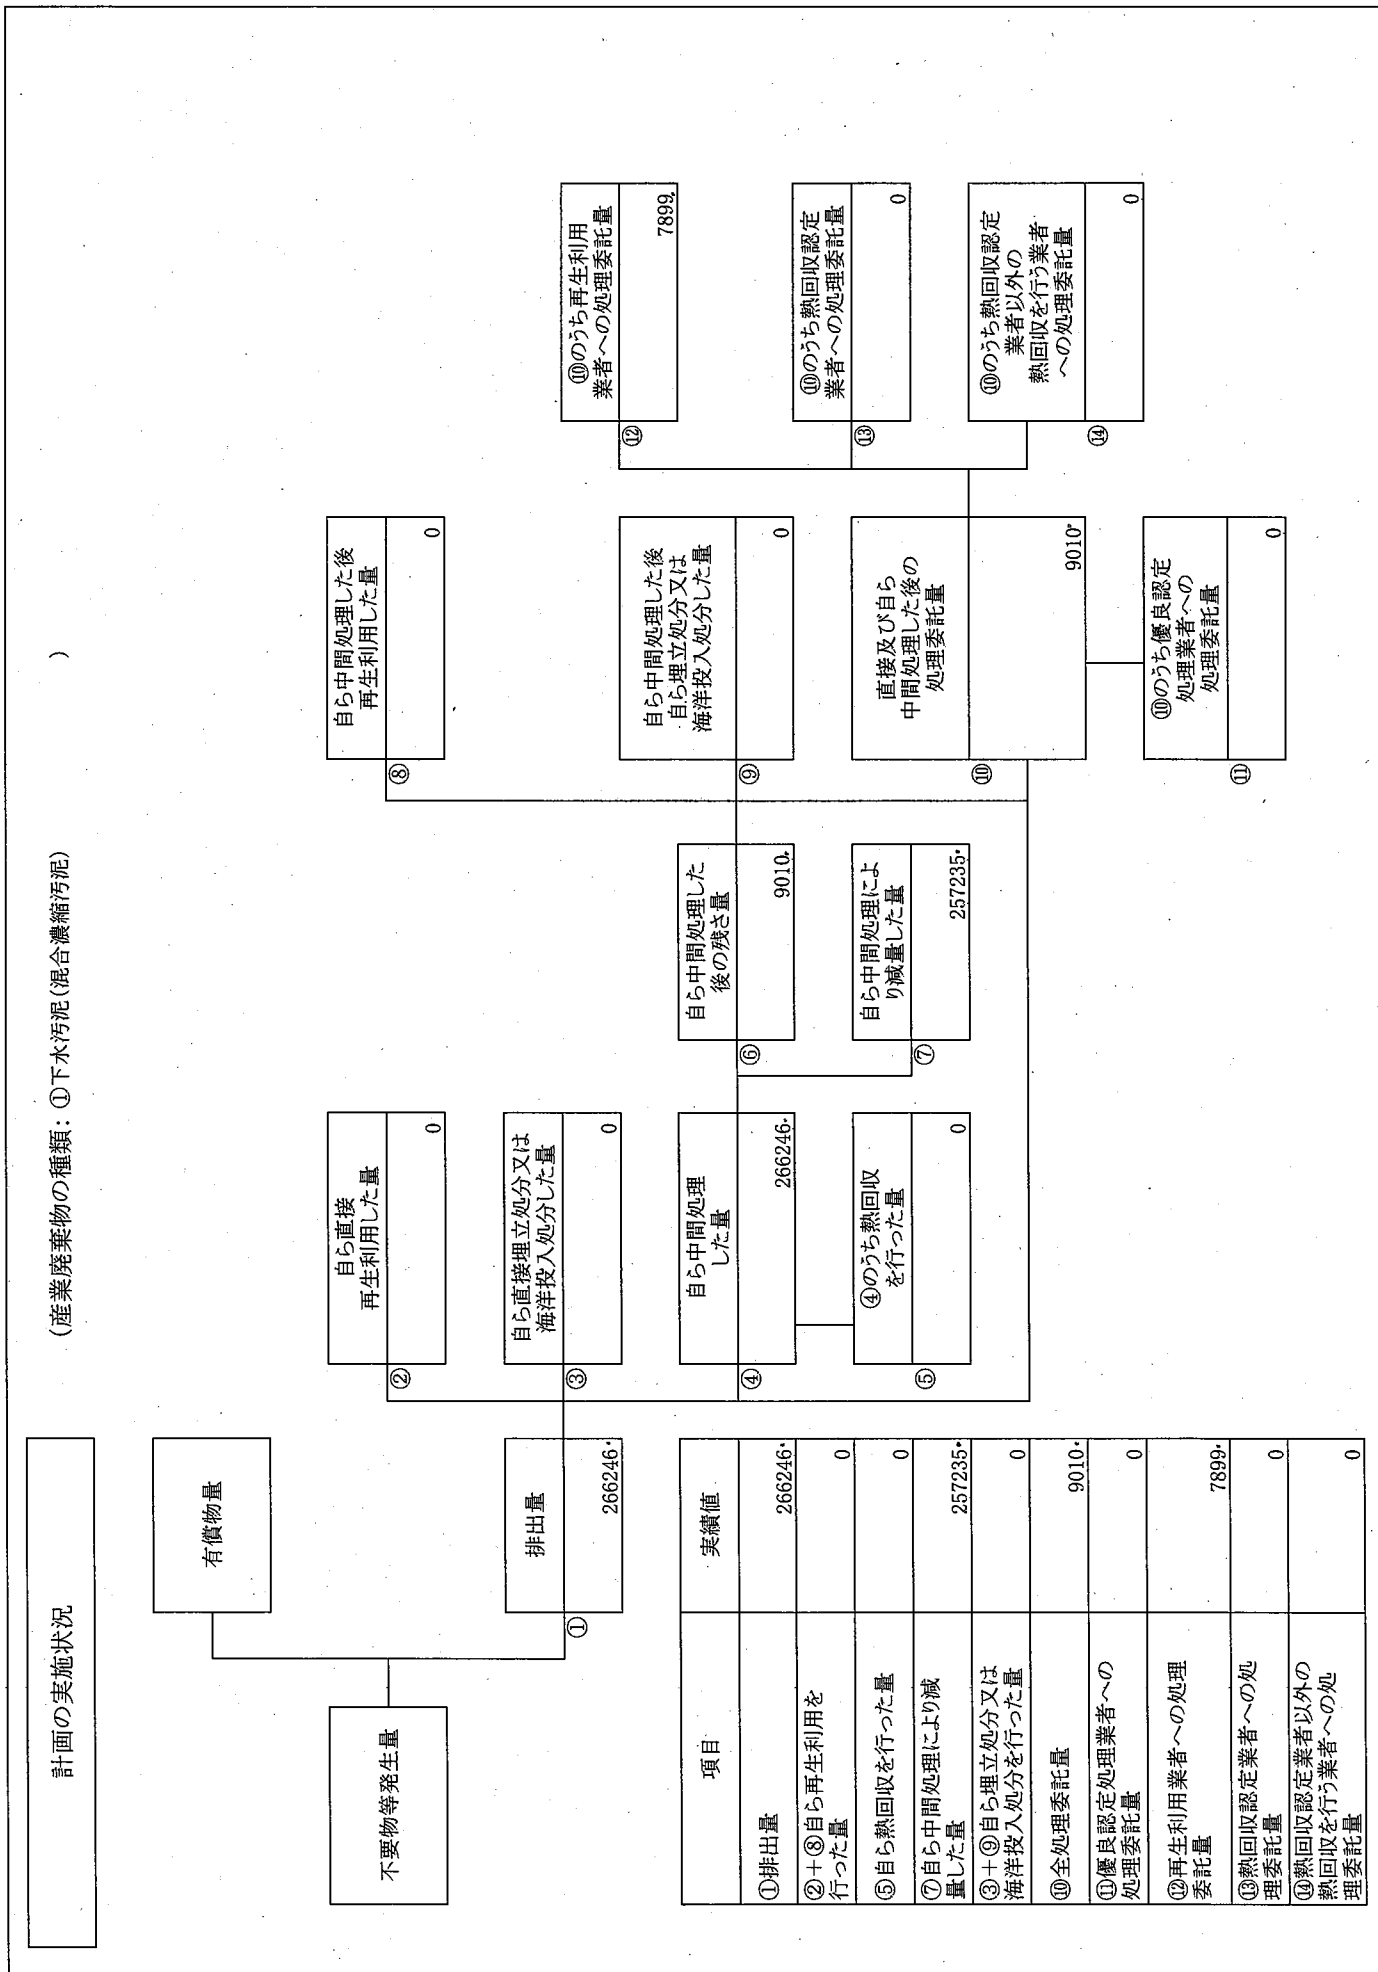 計画の実施状況
(産業廃棄物の種類：①下水汚泥(混合濃縮汚泥)　　　)
不要物等発生量
有償物量
排出量
①
266246
自ら直接
再生利用した量
②
0
自ら直接埋立処分又は
海洋投入処分した量
③
0
自ら中間処理
した量
④
266246
④のうち熱回収
を行った量
⑤
0
自ら中間処理した
後の残さ量
⑥
9010
自ら中間処理によ
り減量した量
⑦
257235
自ら中間処理した後
再生利用した量
⑧
0
自ら中間処理した後
自ら埋立処分又は
海洋投入処分した量
⑨
0
直接及び自ら
中間処理した後の
処理委託量
⑩
9010
⑩のうち優良認定
処理業者への
処理委託量
⑪
0
⑩のうち再生利用
業者への処理委託量
⑫
7899
⑩のうち熱回収認定
業者への処理委託量
⑬
0
⑩のうち熱回収認定
業者以外の
熱回収を行う業者
への処理委託量
⑭
0
項目　実績値
①排出量　266246
②+⑧自ら再生利用を
行った量　0
⑤自ら熱回収を行った量　0
⑦自ら中間処理により減
量した量　257235
③+⑨自ら埋立処分又は
海洋投入処分を行った量　0
⑩全処理委託量　9010
⑪優良認定処理業者への
処理委託量　0
⑫再生利用業者への処理
委託量　7899
⑬熱回収認定業者への処
理委託量　0
⑭熱回収認定業者以外の
熱回収を行う業者への処
理委託量　0